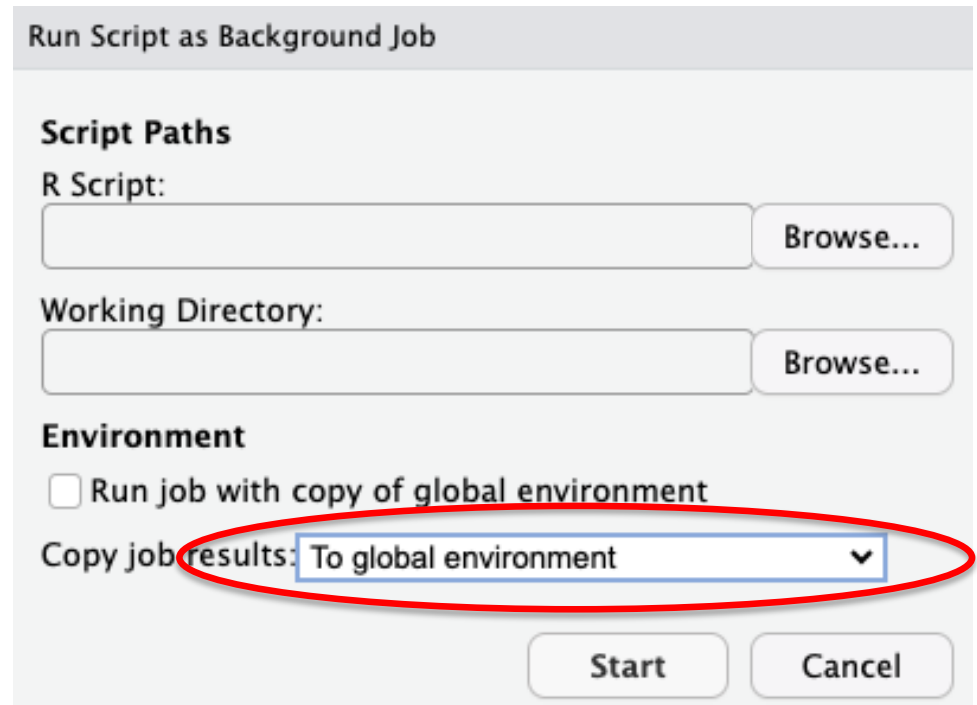 Run Script as Background Job
Script Paths
R Script:
Browse...
Working Directory:
Browse...
Environment
Run job with copy of global environment
Copy job results: To global environment
Start Cancel